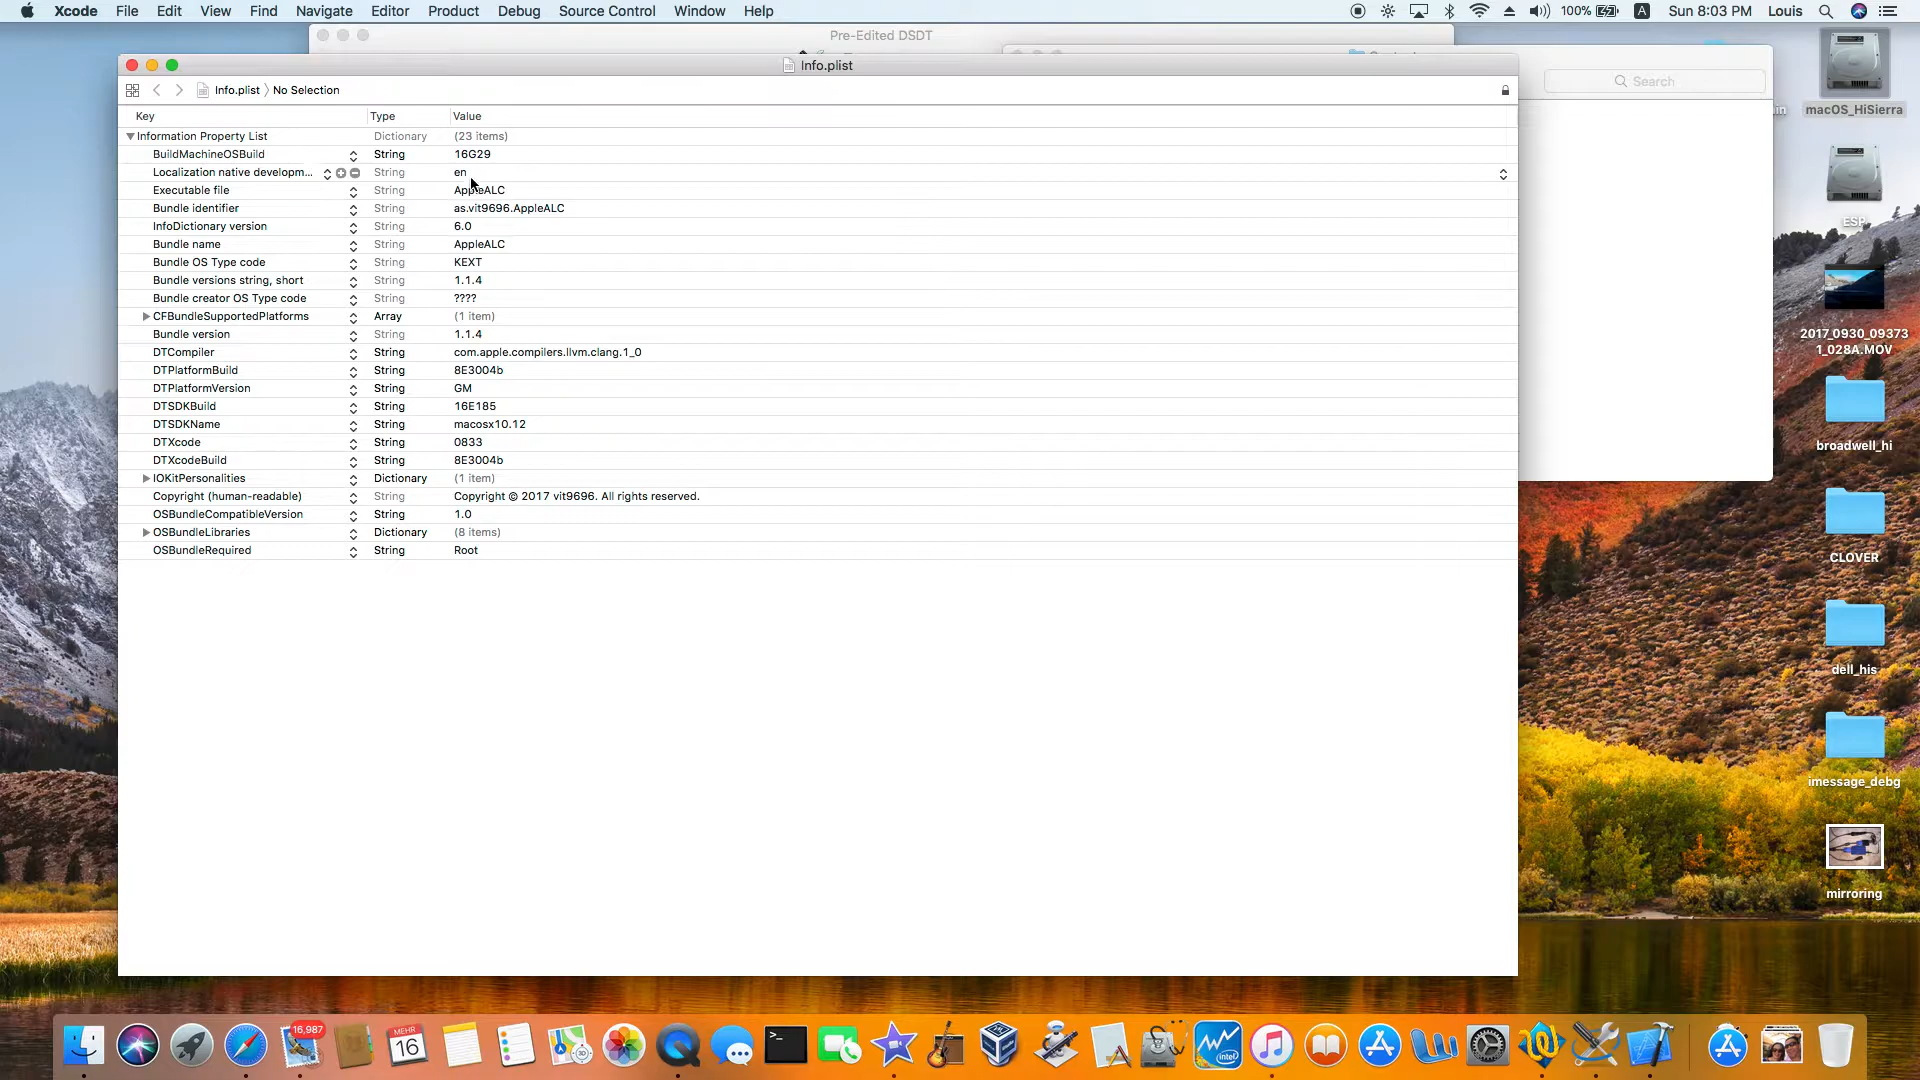 Xcode File Edit View Find Navigate Editor Product Debug Source Control Window Help 100% A Sun 8:03 PM Louis
Pre-Edited DSDT
Info.plist
Search
Info.plist No Selection
Key Type Value
Information Property List Dictionary (23 items)
BuildMachineOSBuild String 16G29
Localization native developm... String en
Executable file String AppleALC
Bundle identifier String as.vit9696.AppleALC
InfoDictionary version String 6.0
Bundle name String AppleALC
Bundle OS Type code String KEXT
Bundle versions string, short String 1.1.4
Bundle creator OS Type code String ????
CFBundleSupportedPlatforms Array (1 item)
Bundle version String 1.1.4
DTCompiler String com.apple.compilers.llvm.clang.1_0
DTPlatformBuild String 8E3004b
DTPlatformVersion String GM
DTSDKBuild String 16E185
DTSDKName String macosx10.12
DTXcode String 0833
DTXcodeBuild String 8E3004b
IOKitPersonalities Dictionary (1 item)
Copyright (human-readable) String Copyright © 2017 vit9696. All rights reserved.
OSBundleCompatibleVersion String 1.0
OSBundleLibraries Dictionary (8 items)
OSBundleRequired String Root
macOS_HiSierra
ESP
2017_0930_09373
1_028A.MOV
broadwell_hi
CLOVER
dell_his
imessage_debg
mirroring
16,987
MEHR
16
3D
intel